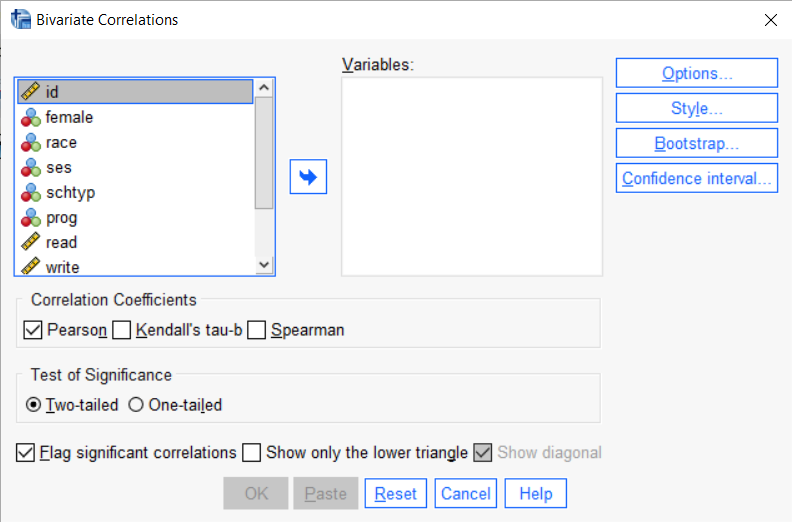 Bivariate Correlations
Variables:
id
female
race
ses
schtyp
prog
read
write
Options...
Style...
Bootstrap...
Confidence interval...
Correlation Coefficients
Pearson Kendall's tau-b Spearman
Test of Significance
Two-tailed One-tailed
Flag significant correlations Show only the lower triangle Show diagonal
OK Paste Reset Cancel Help